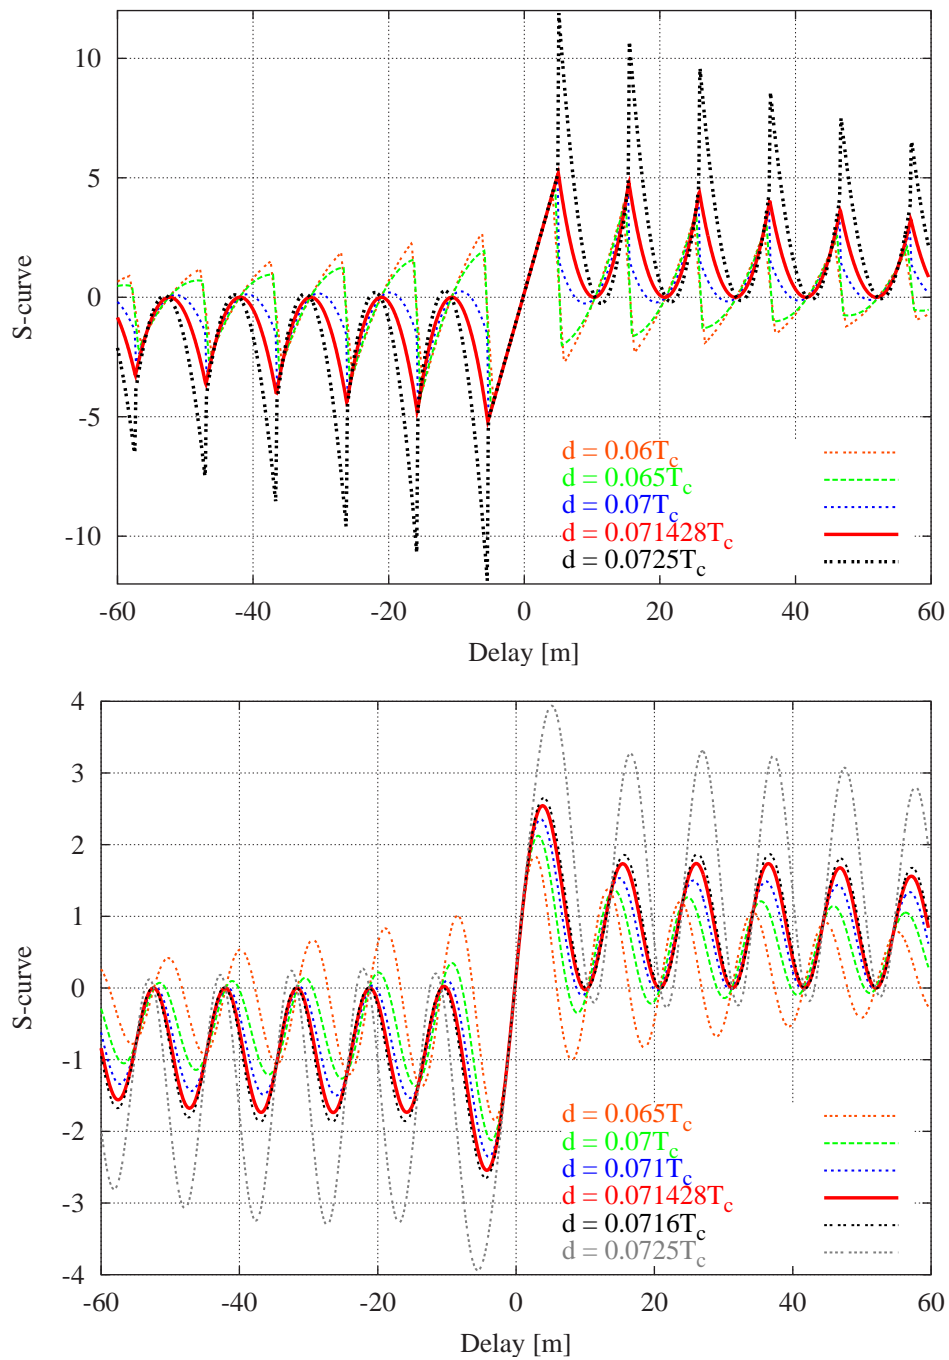 10
5
0
-5
-10
S-curve
d = 0.06Tc
d = 0.065Tc
d = 0.07Tc
d = 0.071428Tc
d = 0.0725Tc
-60 -40 -20 0 20 40 60
Delay [m]
4
3
2
1
0
-1
-2
-3
-4
S-curve
d = 0.065Tc
d = 0.07Tc
d = 0.071Tc
d = 0.071428Tc
d = 0.0716Tc
d = 0.0725Tc
-60 -40 -20 0 20 40 60
Delay [m]